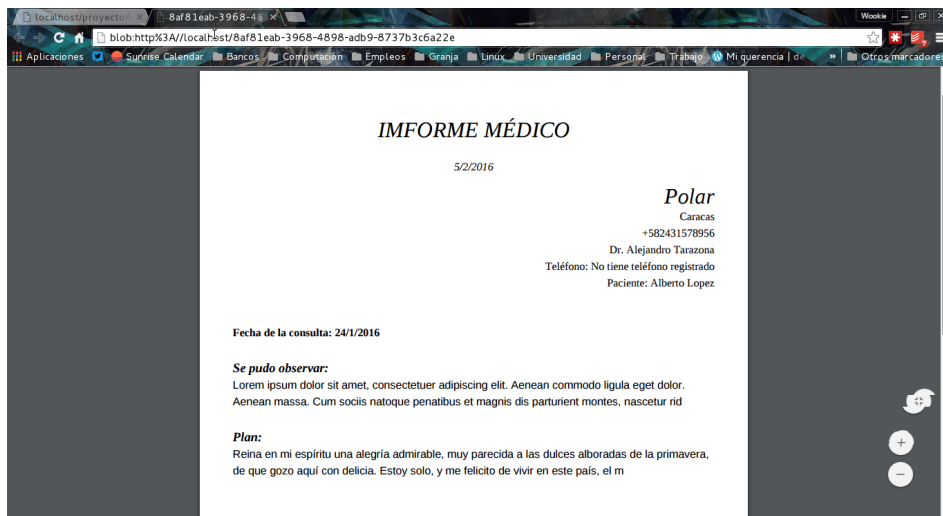 localhost/proyecto
8af81eab-3968-48
Wookie
blob:http%3A//localhost/8af81eab-3968-4898-adb9-8737b3c6a22e
Aplicaciones Sunrise Calendar Bancos Computación Empleos Granja Linux Universidad Personal Trabajo Mi querencia | de » Otros marcadores
IMFORME MÉDICO
5/2/2016
Polar
Caracas
+582431578956
Dr. Alejandro Tarazona
Teléfono: No tiene teléfono registrado
Paciente: Alberto Lopez
Fecha de la consulta: 24/1/2016
Se pudo observar:
Lorem ipsum dolor sit amet, consectetuer adipiscing elit. Aenean commodo ligula eget dolor.
Aenean massa. Cum sociis natoque penatibus et magnis dis parturient montes, nascetur rid
Plan:
Reina en mi espíritu una alegría admirable, muy parecida a las dulces alboradas de la primavera,
de que gozo aquí con delicia. Estoy solo, y me felicito de vivir en este país, el m